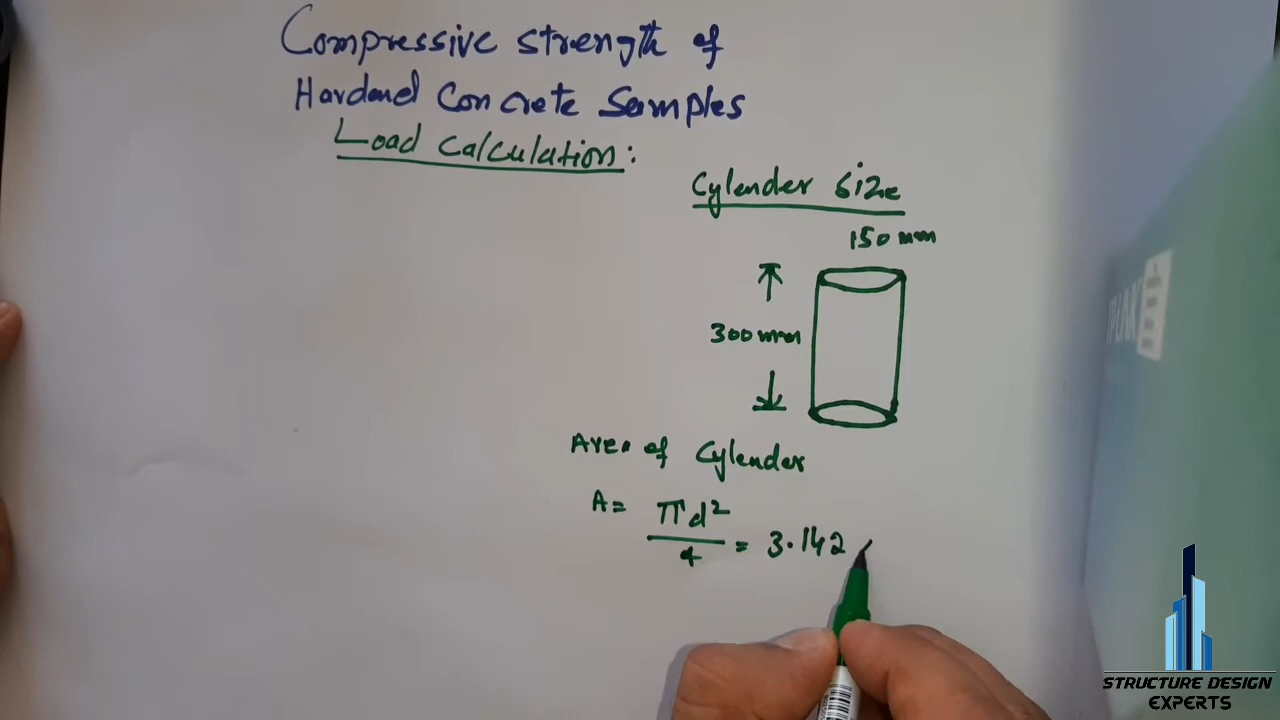 Compressive strength of
Hardened Concrete Samples
Load Calculation:
Cylender size
150 mm
300 mm
Area of Cylender
A = πd²
4
= 3.142
STRUCTURE DESIGN
EXPERTS